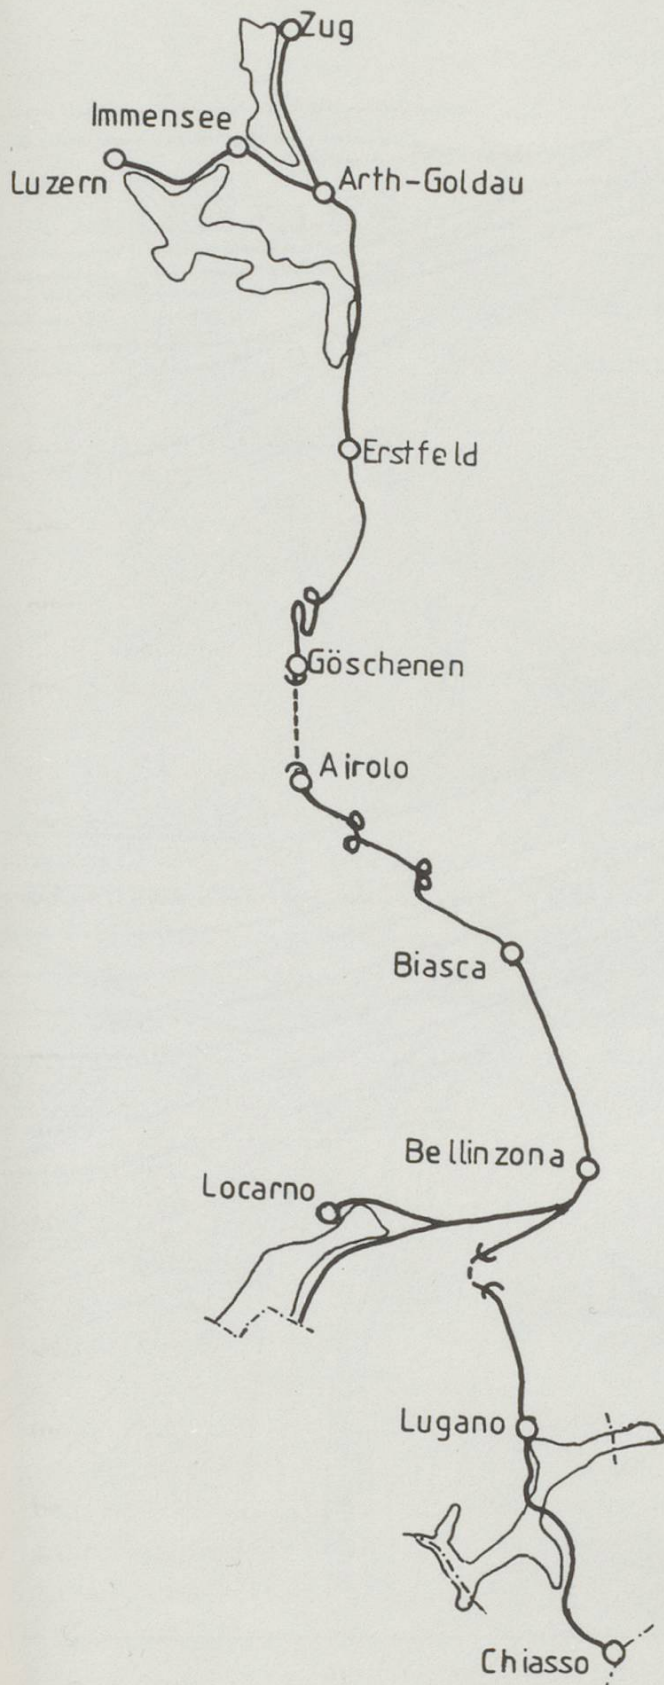 Zug
Immensee
Luzern
Arth-Goldau
Erstfeld
Göschenen
Airolo
Biasca
Bellinzona
Locarno
Lugano
Chiasso